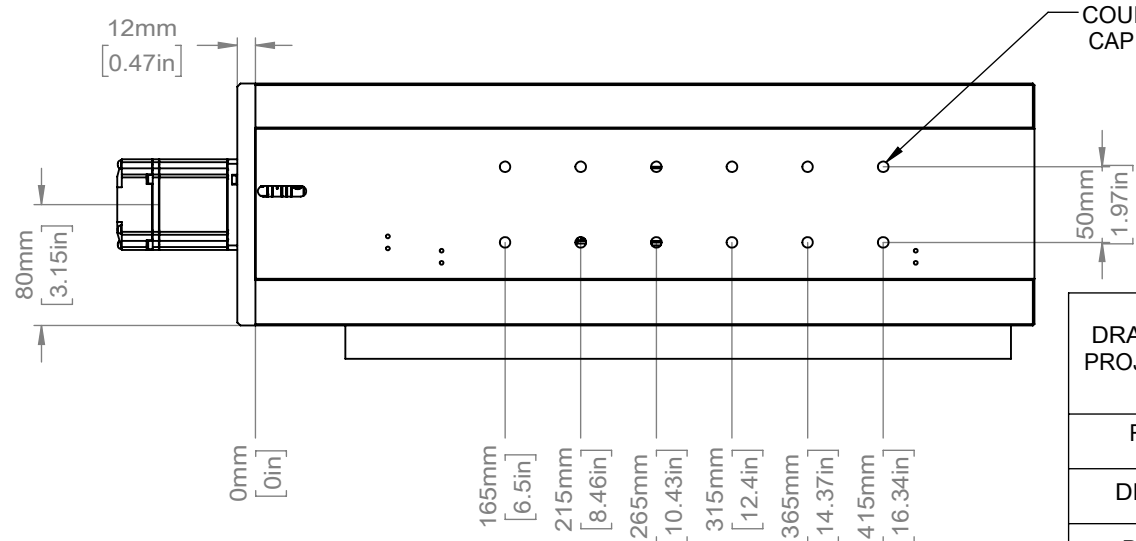 12mm
[0.47in]
COU
CAP
50mm
[1.97in]
80mm
[3.15in]
DRA
PROJ
D
0mm
[0in]
165mm
[6.5in]
215mm
[8.46in]
265mm
10.43in
315mm
[12.4in]
365mm
14.37in
415mm
16.34in